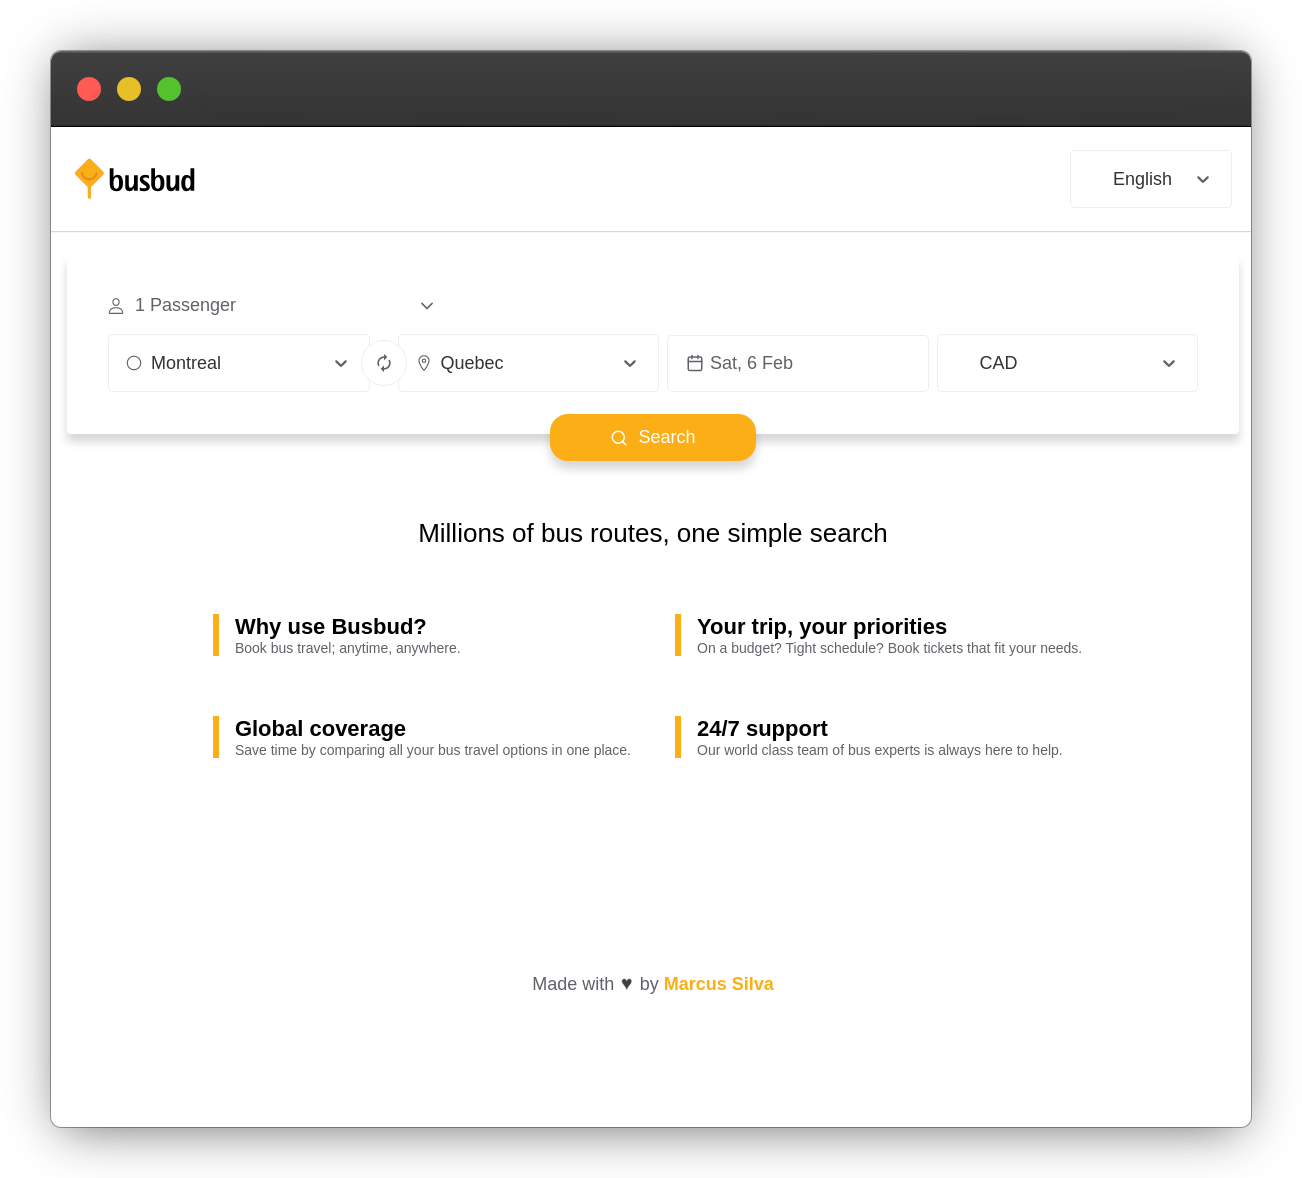 busbud
English
1 Passenger
Montreal
Quebec
Sat, 6 Feb
CAD
Search
Millions of bus routes, one simple search
Why use Busbud?
Book bus travel; anytime, anywhere.
Your trip, your priorities
On a budget? Tight schedule? Book tickets that fit your needs.
Global coverage
Save time by comparing all your bus travel options in one place.
24/7 support
Our world class team of bus experts is always here to help.
Made with ♥ by Marcus Silva